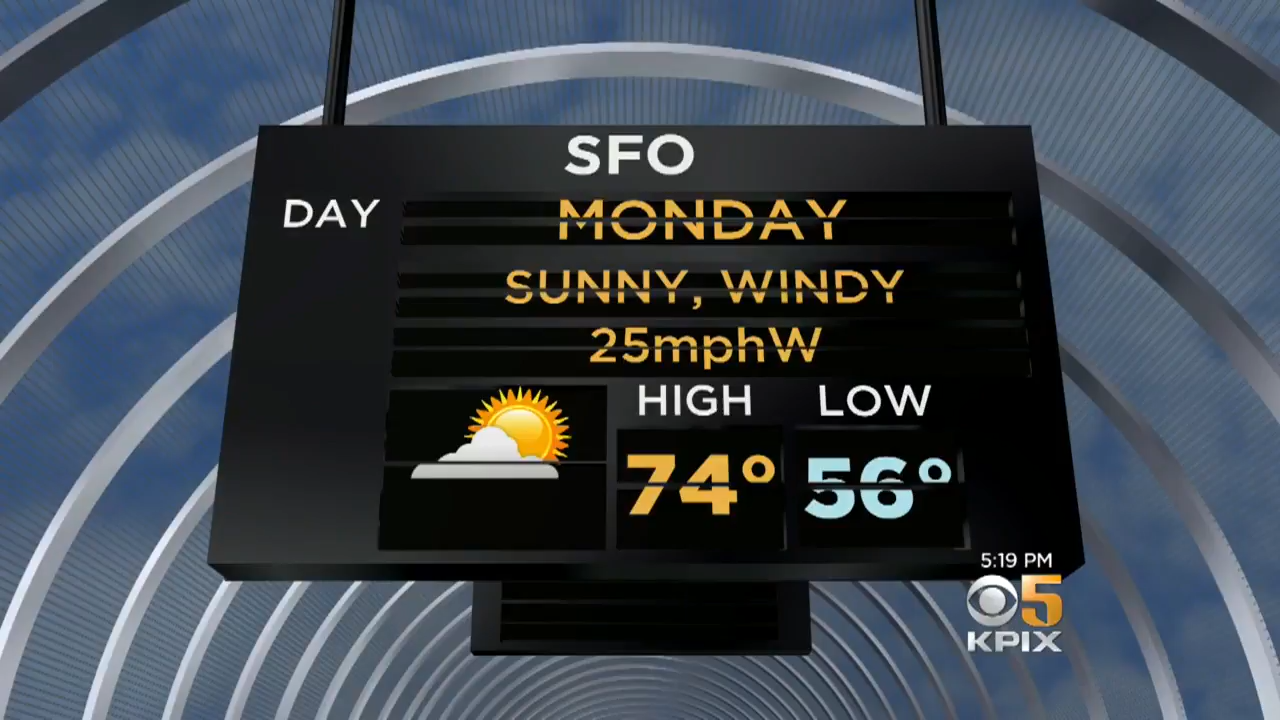 SFO
DAY MONDAY
SUNNY, WINDY
25mphW
HIGH LOW
74° 56°
5:19 PM
5
KPIX